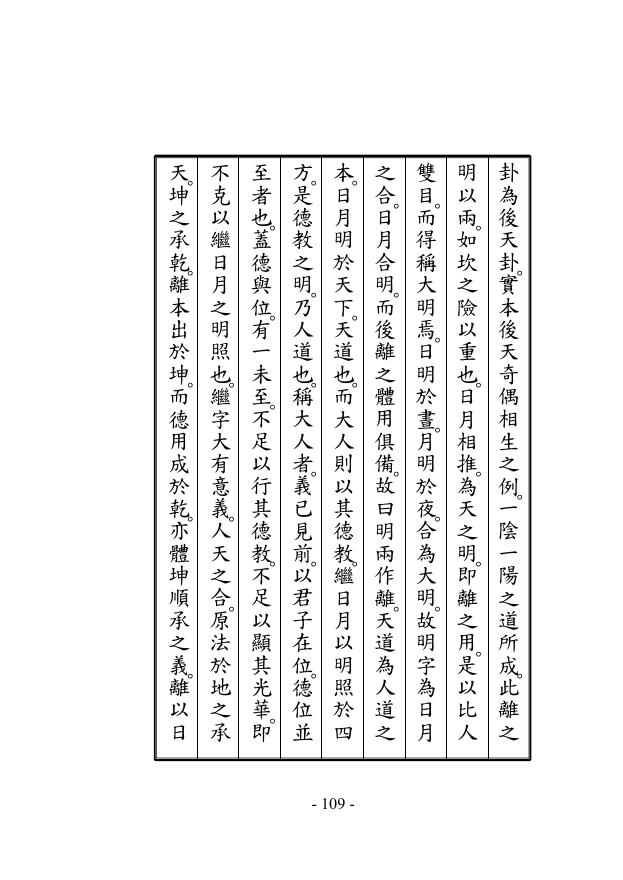 卦為後天卦。實本後天奇偶相生之例。一陰一陽之道所成。此離之
明以兩。如坎之險以重也。日月相推。為天之明。即離之用。是以比人
雙目。而得稱大明焉。日明於晝。月明於夜。合為大明。故明字為日月
之合。日月合明。而後離之體用俱備。故曰明兩作離。天道為人道之
本。日月明於天下。天道也。而大人則以其德教。繼日月以明照於四
方。是德教之明。乃人道也。稱大人者。義已見前。以君子在位。德位並
至者也。蓋德與位。有一未至。不足以行其德教。不足以顯其光華。即
不克以繼日月之明照也。繼字大有意義。人天之合。原法於地之承
天。坤之承乾。離本出於坤。而德用成於乾。亦體坤順承之義。離以日
- 109 -